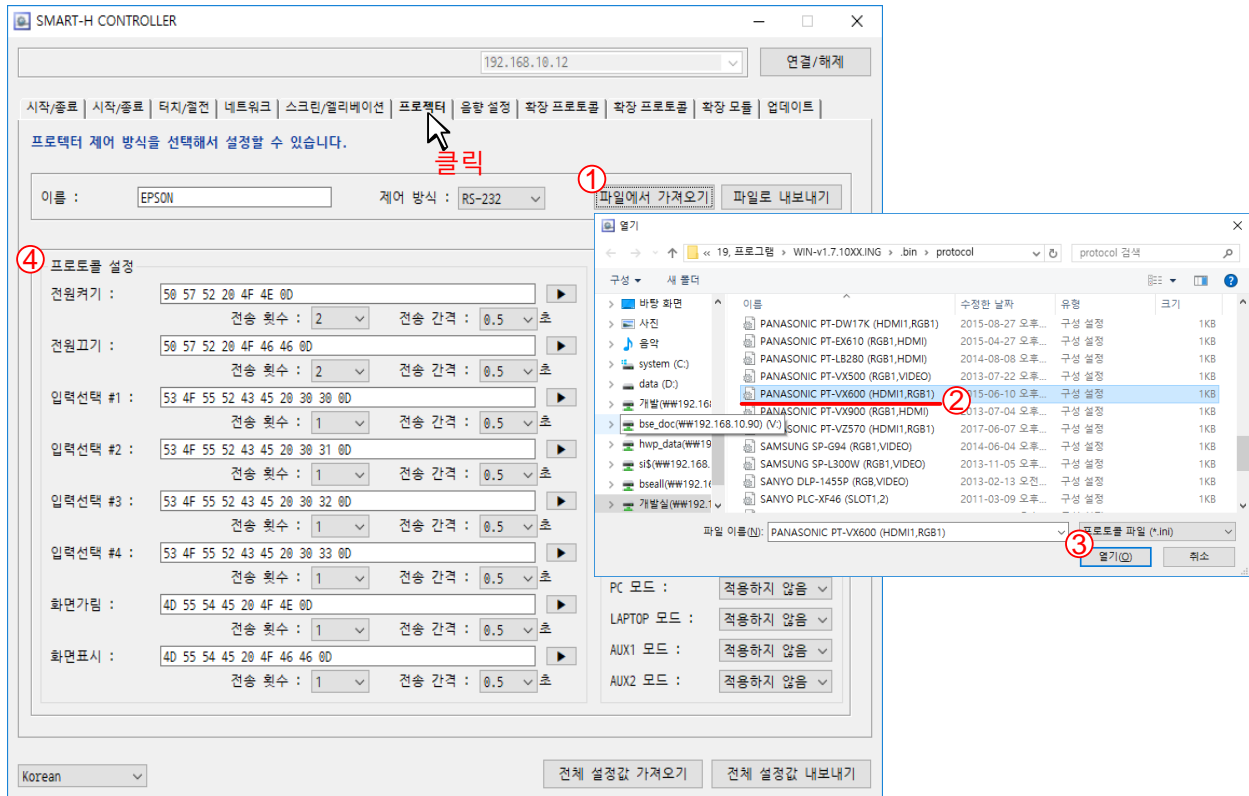 SMART-H CONTROLLER
192.168.10.12
연결/해제
시작/종료 시작/종료 터치/절전 네트워크 스크린/엘리베이션 프로젝터 음향 설정 확장 프로토콜 확장 프로토콜 확장 모듈 업데이트
프로텍터 제어 방식을 선택해서 설정할 수 있습니다.
클릭
이름 : EPSON 제어 방식 : RS-232 ① 파일에서 가져오기 파일로 내보내기
④ 프로토콜 설정
전원켜기 : 50 57 52 20 4F 4E 0D
전송 횟수 : 2 전송 간격 : 0.5 초
전원끄기 : 50 57 52 20 4F 46 46 0D
전송 횟수 : 2 전송 간격 : 0.5 초
입력선택 #1 : 53 4F 55 52 43 45 20 30 30 0D
전송 횟수 : 1 전송 간격 : 0.5 초
입력선택 #2 : 53 4F 55 52 43 45 20 30 31 0D
전송 횟수 : 1 전송 간격 : 0.5 초
입력선택 #3 : 53 4F 55 52 43 45 20 30 32 0D
전송 횟수 : 1 전송 간격 : 0.5 초
입력선택 #4 : 53 4F 55 52 43 45 20 30 33 0D
전송 횟수 : 1 전송 간격 : 0.5 초
화면가림 : 4D 55 54 45 20 4F 4E 0D
전송 횟수 : 1 전송 간격 : 0.5 초
화면표시 : 4D 55 54 45 20 4F 46 46 0D
전송 횟수 : 1 전송 간격 : 0.5 초
PC 모드 : 적용하지 않음
LAPTOP 모드 : 적용하지 않음
AUX1 모드 : 적용하지 않음
AUX2 모드 : 적용하지 않음
Korean
전체 설정값 가져오기 전체 설정값 내보내기
열기
« 19, 프로그램 › WIN-v1.7.10XX.ING › .bin › protocol
protocol 검색
구성 새 폴더
바탕 화면
사진
음악
system (C:)
data (D:)
개발(₩₩192.16
bse_doc(₩₩192.168.10.90) (V:)
hwp_data(₩₩19
si$(₩₩192.168.
bseall(₩₩192.16
개발실(₩₩192.1
이름 수정한 날짜 유형 크기
PANASONIC PT-DW17K (HDMI1,RGB1) 2015-08-27 오후... 구성 설정 1KB
PANASONIC PT-EX610 (RGB1,HDMI) 2015-04-27 오후... 구성 설정 1KB
PANASONIC PT-LB280 (RGB1,HDMI) 2014-08-08 오후... 구성 설정 1KB
PANASONIC PT-VX500 (RGB1,VIDEO) 2013-07-22 오후... 구성 설정 1KB
PANASONIC PT-VX600 (HDMI1,RGB1) ② 2015-06-10 오후... 구성 설정 1KB
PANASONIC PT-VX900 (RGB1,HDMI) 2013-07-04 오후... 구성 설정 1KB
SONIC PT-VZ570 (HDMI1,RGB1) 2017-06-07 오후... 구성 설정 1KB
SAMSUNG SP-G94 (RGB1,VIDEO) 2014-06-04 오후... 구성 설정 1KB
SAMSUNG SP-L300W (RGB1,VIDEO) 2013-11-05 오후... 구성 설정 1KB
SANYO DLP-1455P (RGB,VIDEO) 2013-02-13 오전... 구성 설정 1KB
SANYO PLC-XF46 (SLOT1,2) 2011-03-09 오후... 구성 설정 1KB
파일 이름(N): PANASONIC PT-VX600 (HDMI1,RGB1) 프로토콜 파일 (*.ini)
③ 열기(O) 취소